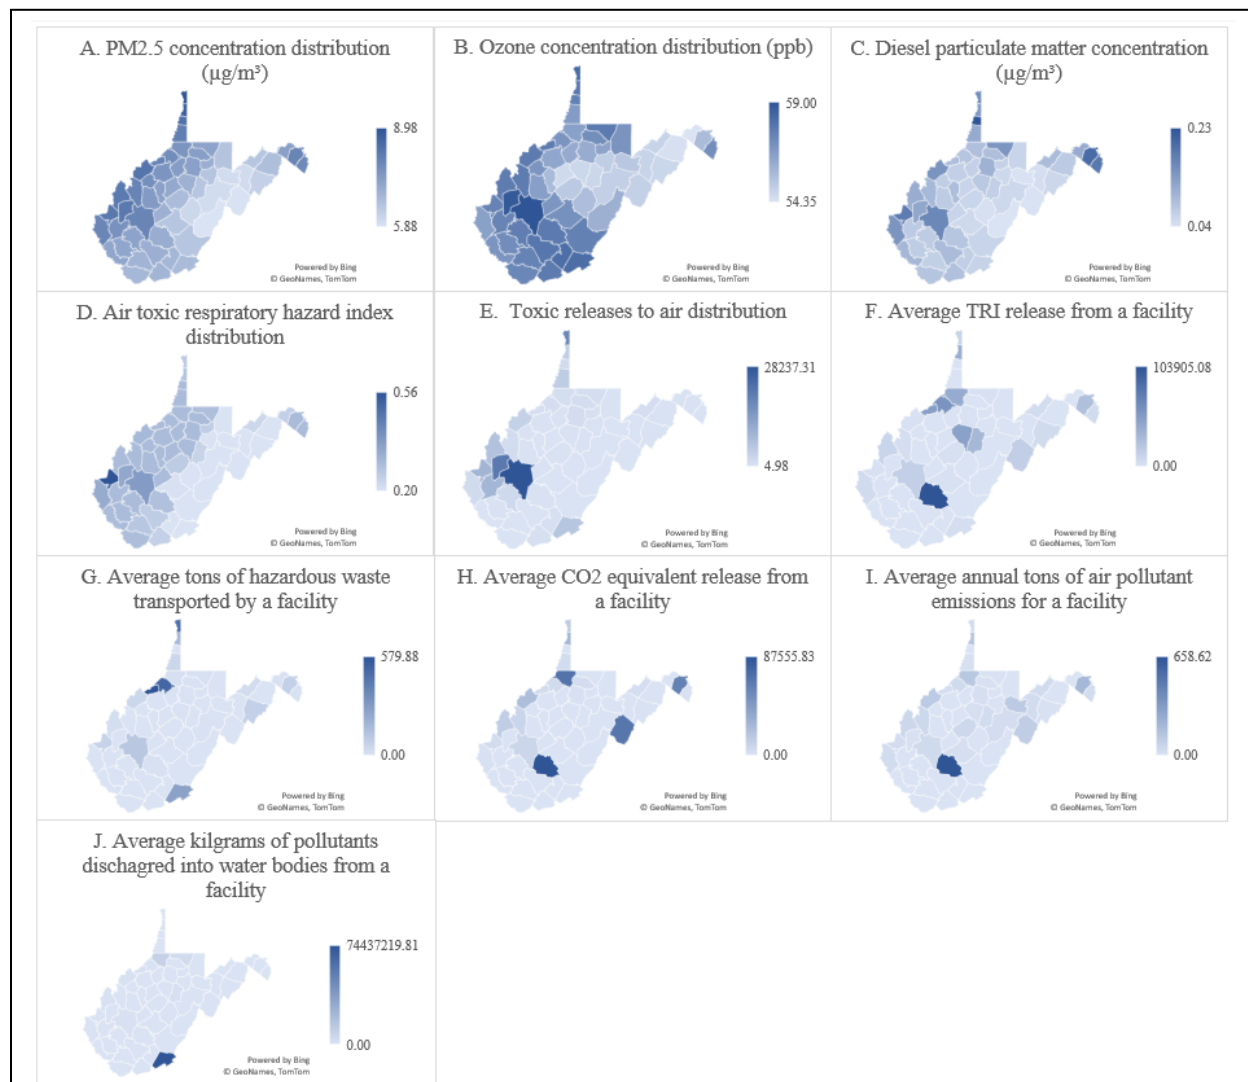 A. PM2.5 concentration distribution
(µg/m³)
8.98
5.88
Powered by Bing
© GeoNames, TomTom
B. Ozone concentration distribution (ppb)
59.00
54.35
Powered by Bing
© GeoNames, TomTom
C. Diesel particulate matter concentration
(µg/m³)
0.23
0.04
Powered by Bing
© GeoNames, TomTom
D. Air toxic respiratory hazard index
distribution
0.56
0.20
Powered by Bing
© GeoNames, TomTom
E. Toxic releases to air distribution
28237.31
4.98
Powered by Bing
© GeoNames, TomTom
F. Average TRI release from a facility
103905.08
0.00
Powered by Bing
© GeoNames, TomTom
G. Average tons of hazardous waste
transported by a facility
579.88
0.00
Powered by Bing
© GeoNames, TomTom
H. Average CO2 equivalent release from
a facility
87555.83
0.00
Powered by Bing
© GeoNames, TomTom
I. Average annual tons of air pollutant
emissions for a facility
658.62
0.00
Powered by Bing
© GeoNames, TomTom
J. Average kilgrams of pollutants
dischagred into water bodies from a
facility
74437219.81
0.00
Powered by Bing
© GeoNames, TomTom